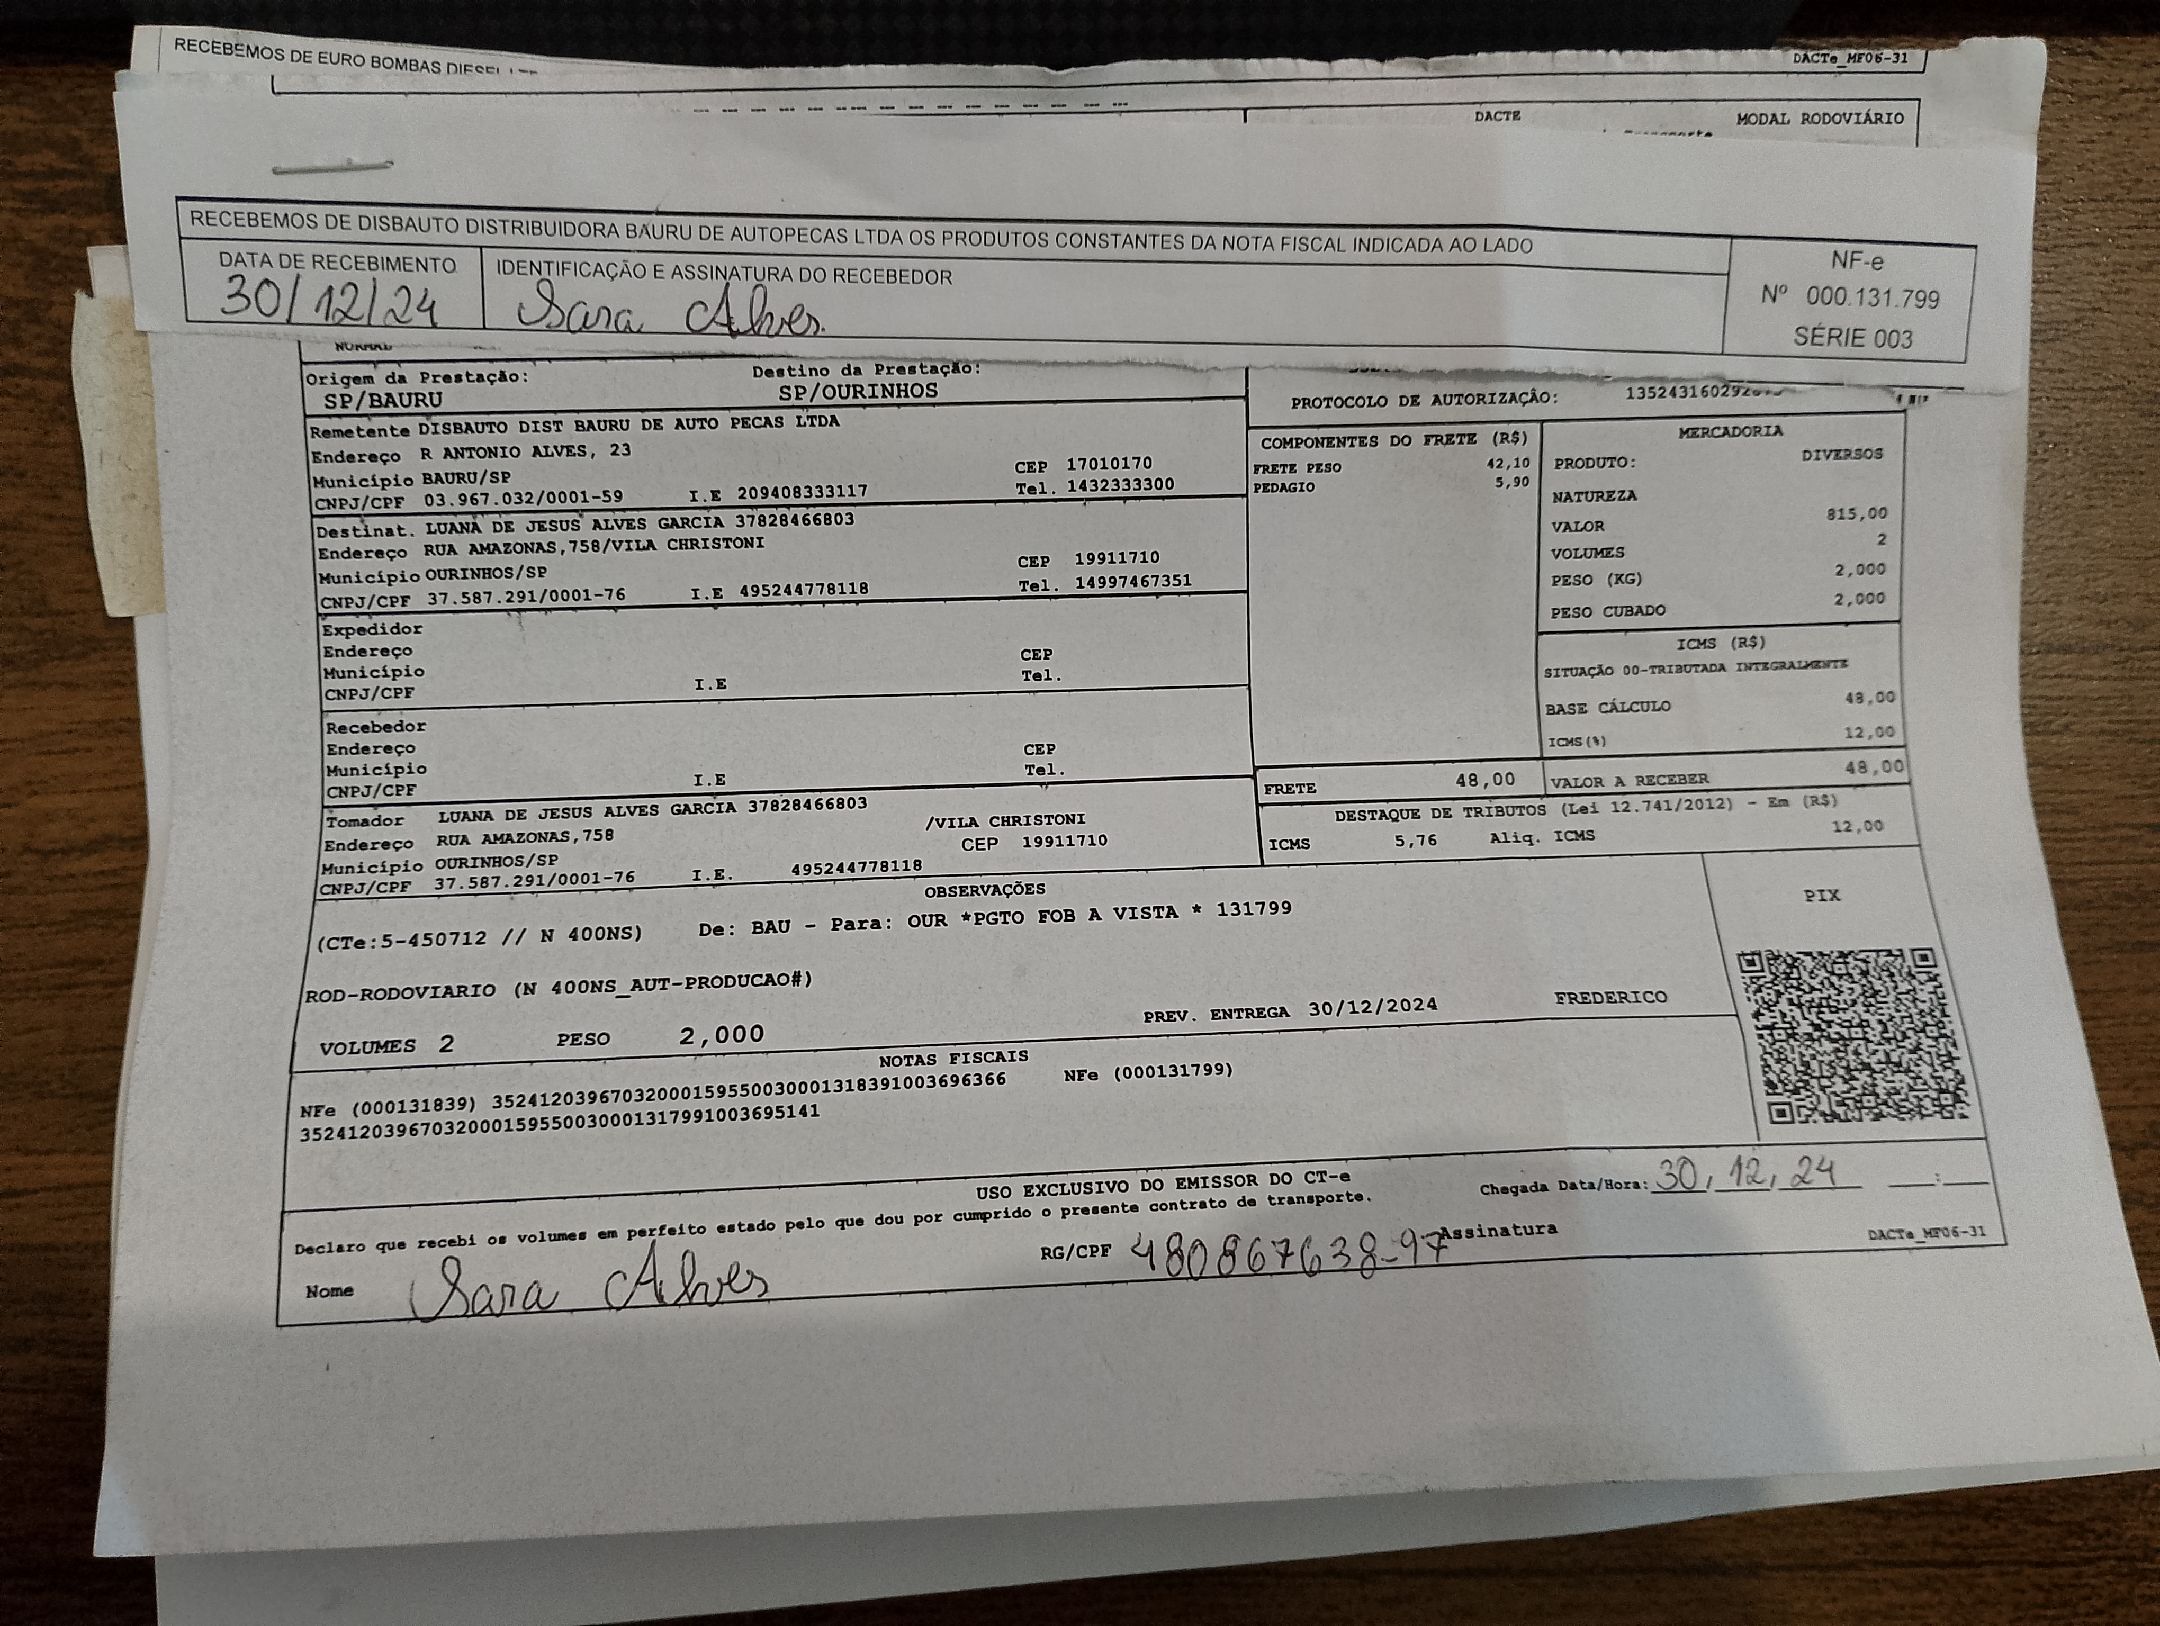 RECEBEMOS DE EURO BOMBAS DIESEL
DACTe_MF06-31
DACTE
MODAL RODOVIÁRIO
RECEBEMOS DE DISBAUTO DISTRIBUIDORA BAURU DE AUTOPECAS LTDA OS PRODUTOS CONSTANTES DA NOTA FISCAL INDICADA AO LADO
NF-e
Nº 000.131.799
SÉRIE 003
DATA DE RECEBIMENTO
30/12/24
IDENTIFICAÇÃO E ASSINATURA DO RECEBEDOR
Sara Alves
NORMAL
Origem da Prestação:
SP/BAURU
Destino da Prestação:
SP/OURINHOS
PROTOCOLO DE AUTORIZAÇÃO:
Remetente DISBAUTO DIST BAURU DE AUTO PECAS LTDA
Endereço R ANTONIO ALVES, 23
Município BAURU/SP CEP 17010170
CNPJ/CPF 03.967.032/0001-59 I.E 209408333117 Tel. 1432333300
Destinat. LUANA DE JESUS ALVES GARCIA 37828466803
Endereço RUA AMAZONAS,758/VILA CHRISTONI
Município OURINHOS/SP CEP 19911710
CNPJ/CPF 37.587.291/0001-76 I.E 495244778118 Tel. 14997467351
Expedidor
Endereço
Município CEP
CNPJ/CPF I.E Tel.
Recebedor
Endereço
Município CEP
CNPJ/CPF I.E Tel.
Tomador LUANA DE JESUS ALVES GARCIA 37828466803
Endereço RUA AMAZONAS,758 /VILA CHRISTONI
Município OURINHOS/SP CEP 19911710
CNPJ/CPF 37.587.291/0001-76 I.E. 495244778118
COMPONENTES DO FRETE (R$)
FRETE PESO 42,10
PEDAGIO 5,90
MERCADORIA
PRODUTO: DIVERSOS
NATUREZA
VALOR 815,00
VOLUMES 2
PESO (KG) 2,000
PESO CUBADO 2,000
ICMS (R$)
SITUAÇÃO 00-TRIBUTADA INTEGRALMENTE
BASE CÁLCULO 48,00
ICMS(%) 12,00
FRETE 48,00 VALOR A RECEBER 48,00
DESTAQUE DE TRIBUTOS (Lei 12.741/2012) - Em (R$)
ICMS 5,76 Aliq. ICMS 12,00
OBSERVAÇÕES
(CTe:5-450712 // N 400NS) De: BAU - Para: OUR *PGTO FOB A VISTA * 131799
PIX
ROD-RODOVIARIO (N 400NS_AUT-PRODUCAO#)
VOLUMES 2 PESO 2,000 PREV. ENTREGA 30/12/2024 FREDERICO
NOTAS FISCAIS
NFe (000131839) 35241203967032000159550030001318391003696366 NFe (000131799)
35241203967032000159550030001317991003695141
USO EXCLUSIVO DO EMISSOR DO CT-e
Declaro que recebi os volumes em perfeito estado pelo que dou por cumprido o presente contrato de transporte.
Chegada Data/Hora: 30, 12, 24 :
Nome Sara Alves RG/CPF 480867638-97 Assinatura
DACTe_MF06-31